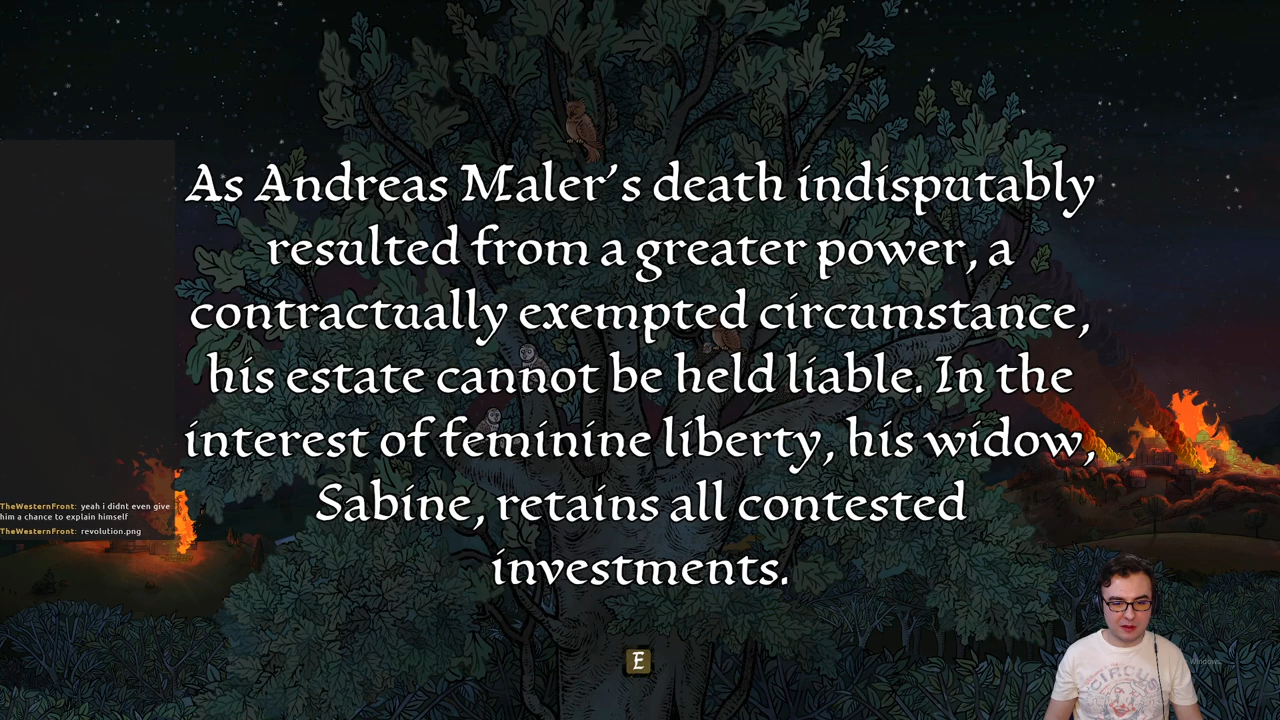 As Andreas Maler's death indisputably
resulted from a greater power, a
contractually exempted circumstance,
his estate cannot be held liable. In the
interest of feminine liberty, his widow,
Sabine, retains all contested
investments.
TheWesternFront: yeah i didnt even give
him a chance to explain himself
TheWesternFront: revolution.png
E
Windows.
CIRCUS